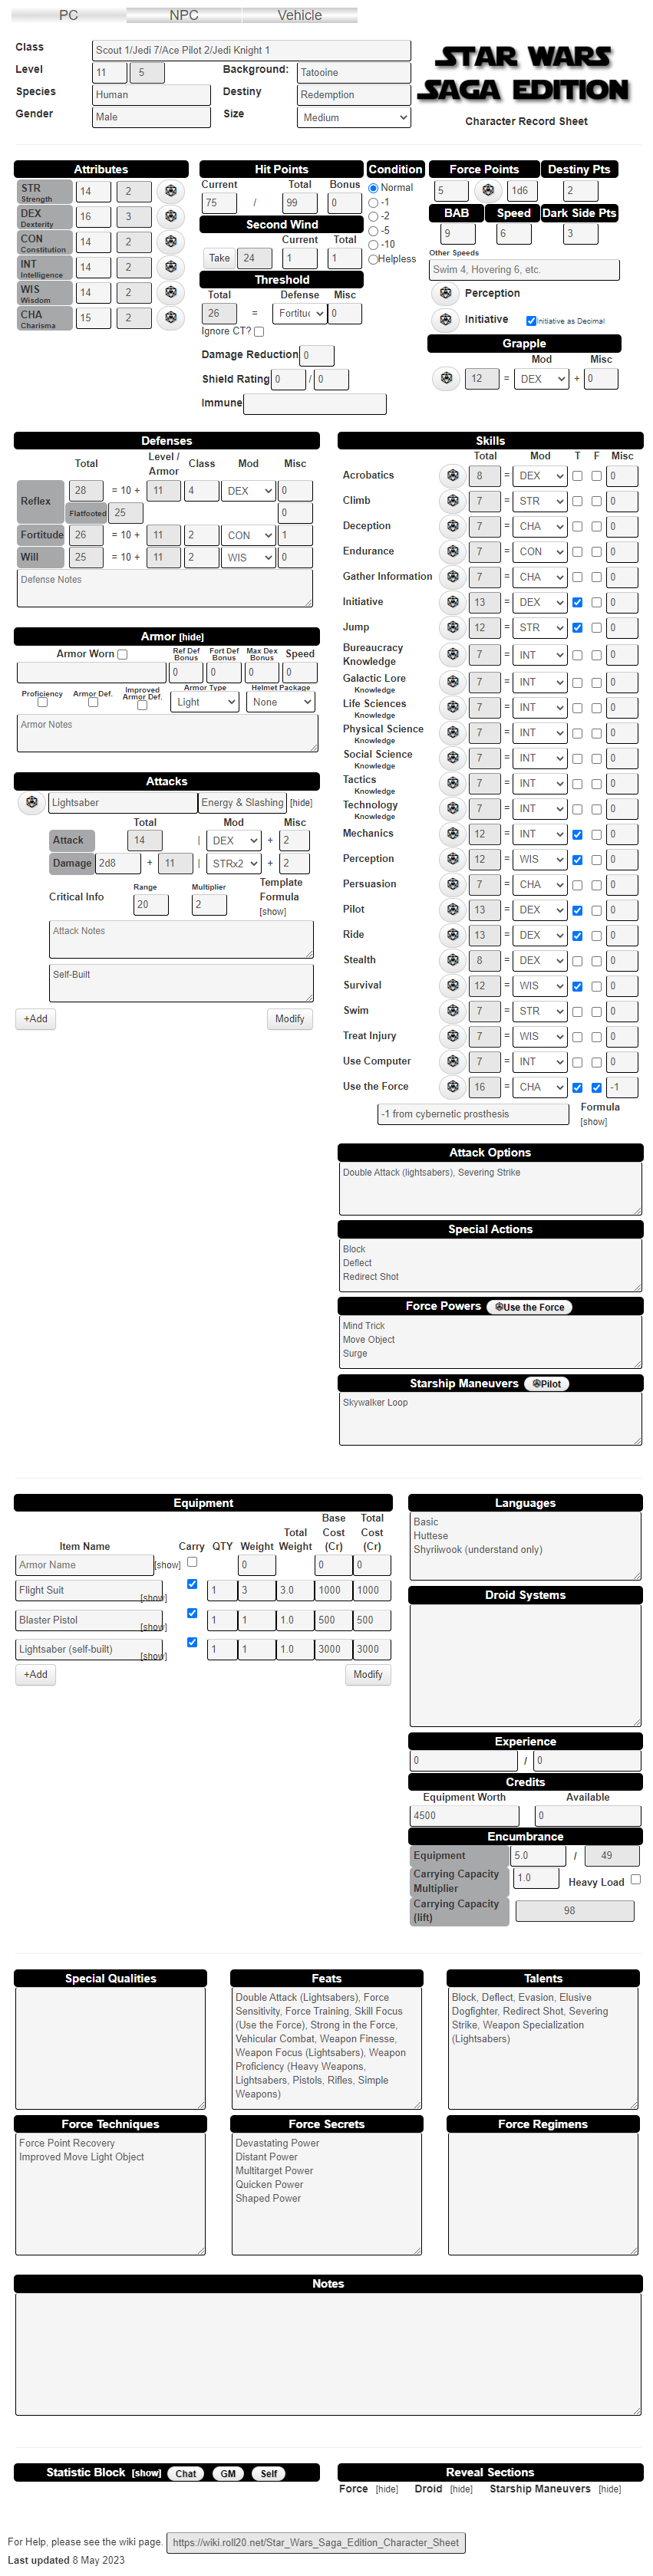 PC NPC Vehicle
Class Scout 1/Jedi 7/Ace Pilot 2/Jedi Knight 1
Level 11 5 Background: Tatooine
Species Human Destiny Redemption
Gender Male Size Medium
STAR WARS
SAGA EDITION
Character Record Sheet
Attributes
STR 14 2
Strength
DEX 16 3
Dexterity
CON 14 2
Constitution
INT 14 2
Intelligence
WIS 14 2
Wisdom
CHA 15 2
Charisma
Hit Points
Current Total Bonus
75 / 99 0
Second Wind
Current Total
Take 24 1 1
Threshold
Total Defense Misc
26 = Fortitu 0
Ignore CT?
Damage Reduction 0
Shield Rating 0 / 0
Immune
Condition
Normal
-1
-2
-5
-10
Helpless
Force Points Destiny Pts
5 1d6 2
BAB Speed Dark Side Pts
9 6 3
Other Speeds
Swim 4, Hovering 6, etc.
Perception
Initiative Initiative as Decimal
Grapple
Mod Misc
12 = DEX + 0
Defenses
Total Level / Armor Class Mod Misc
Reflex 28 = 10 + 11 4 DEX 0
Flatfooted 25 0
Fortitude 26 = 10 + 11 2 CON 1
Will 25 = 10 + 11 2 WIS 0
Defense Notes
Armor [hide]
Armor Worn Ref Def Bonus Fort Def Bonus Max Dex Bonus Speed
0 0 0 0
Proficiency Armor Def. Improved Armor Def. Armor Type Helmet Package
Light None
Armor Notes
Attacks
Lightsaber Energy & Slashing [hide]
Total Mod Misc
Attack 14 | DEX + 2
Damage 2d8 + 11 | STRx2 + 2
Critical Info Range Multiplier Template Formula
20 2 [show]
Attack Notes
Self-Built
+Add Modify
Skills
Total Mod T F Misc
Acrobatics 8 = DEX 0
Climb 7 = STR 0
Deception 7 = CHA 0
Endurance 7 = CON 0
Gather Information 7 = CHA 0
Initiative 13 = DEX 0
Jump 12 = STR 0
Bureaucracy
Knowledge 7 = INT 0
Galactic Lore
Knowledge 7 = INT 0
Life Sciences
Knowledge 7 = INT 0
Physical Science
Knowledge 7 = INT 0
Social Science
Knowledge 7 = INT 0
Tactics
Knowledge 7 = INT 0
Technology
Knowledge 7 = INT 0
Mechanics 12 = INT 0
Perception 12 = WIS 0
Persuasion 7 = CHA 0
Pilot 13 = DEX 0
Ride 13 = DEX 0
Stealth 8 = DEX 0
Survival 12 = WIS 0
Swim 7 = STR 0
Treat Injury 7 = WIS 0
Use Computer 7 = INT 0
Use the Force 16 = CHA -1
-1 from cybernetic prosthesis Formula
[show]
Attack Options
Double Attack (lightsabers), Severing Strike
Special Actions
Block
Deflect
Redirect Shot
Force Powers Use the Force
Mind Trick
Move Object
Surge
Starship Maneuvers Pilot
Skywalker Loop
Equipment
Item Name Carry QTY Weight Total Weight Base Cost (Cr) Total Cost (Cr)
Armor Name [show] 0 0 0
Flight Suit [show] 1 3 3.0 1000 1000
Blaster Pistol [show] 1 1 1.0 500 500
Lightsaber (self-built) [show] 1 1 1.0 3000 3000
+Add Modify
Languages
Basic
Huttese
Shyriiwook (understand only)
Droid Systems
Experience
0 / 0
Credits
Equipment Worth Available
4500 0
Encumbrance
Equipment 5.0 / 49
Carrying Capacity
Multiplier 1.0 Heavy Load
Carrying Capacity
(lift) 98
Special Qualities
Feats
Double Attack (Lightsabers), Force
Sensitivity, Force Training, Skill Focus
(Use the Force), Strong in the Force,
Vehicular Combat, Weapon Finesse,
Weapon Focus (Lightsabers), Weapon
Proficiency (Heavy Weapons,
Lightsabers, Pistols, Rifles, Simple
Weapons)
Talents
Block, Deflect, Evasion, Elusive
Dogfighter, Redirect Shot, Severing
Strike, Weapon Specialization
(Lightsabers)
Force Techniques
Force Point Recovery
Improved Move Light Object
Force Secrets
Devastating Power
Distant Power
Multitarget Power
Quicken Power
Shaped Power
Force Regimens
Notes
Statistic Block [show] Chat GM Self
Reveal Sections
Force [hide] Droid [hide] Starship Maneuvers [hide]
For Help, please see the wiki page. https://wiki.roll20.net/Star_Wars_Saga_Edition_Character_Sheet
Last updated 8 May 2023